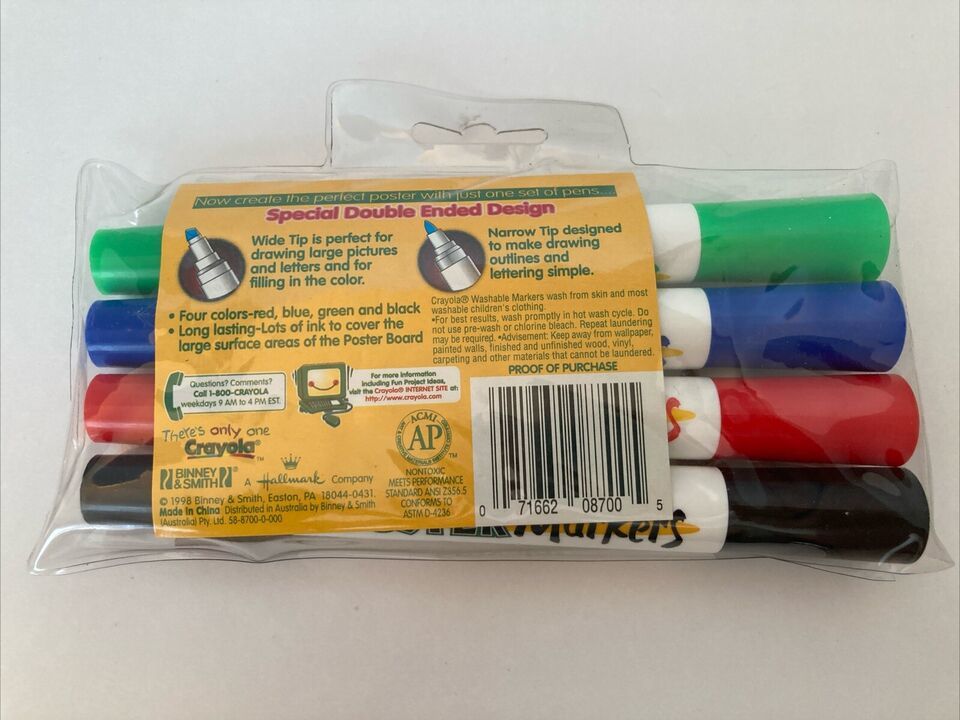 Now create the perfect poster with just one set of pens....
Special Double Ended Design
Wide Tip is perfect for
drawing large pictures
and letters and for
filling in the color.
Narrow Tip designed
to make drawing
outlines and
lettering simple.
• Four colors-red, blue, green and black
• Long lasting-Lots of ink to cover the
large surface areas of the Poster Board
Crayola® Washable Markers wash from skin and most
washable children's clothing.
•For best results, wash promptly in hot wash cycle. Do
not use pre-wash or chlorine bleach. Repeat laundering
may be required. •Advisement: Keep away from wallpaper,
painted walls, finished and unfinished wood, vinyl,
carpeting and other materials that cannot be laundered.
PROOF OF PURCHASE
Questions? Comments?
Call 1-800-CRAYOLA
weekdays 9 AM to 4 PM EST.
For more information
including Fun Project Ideas,
visit the Crayola® INTERNET SITE at:
http://www.crayola.com
There's only one
Crayola®™
BINNEY
& SMITH®
A Hallmark Company
© 1998 Binney & Smith, Easton, PA 18044-0431.
Made in China Distributed in Australia by Binney & Smith
(Australia) Pty. Ltd. 58-8700-0-000
ACMI
AP
™
NONTOXIC
MEETS PERFORMANCE
STANDARD ANSI Z356.5
CONFORMS TO
ASTM D-4236
0 71662 08700 5
Markers